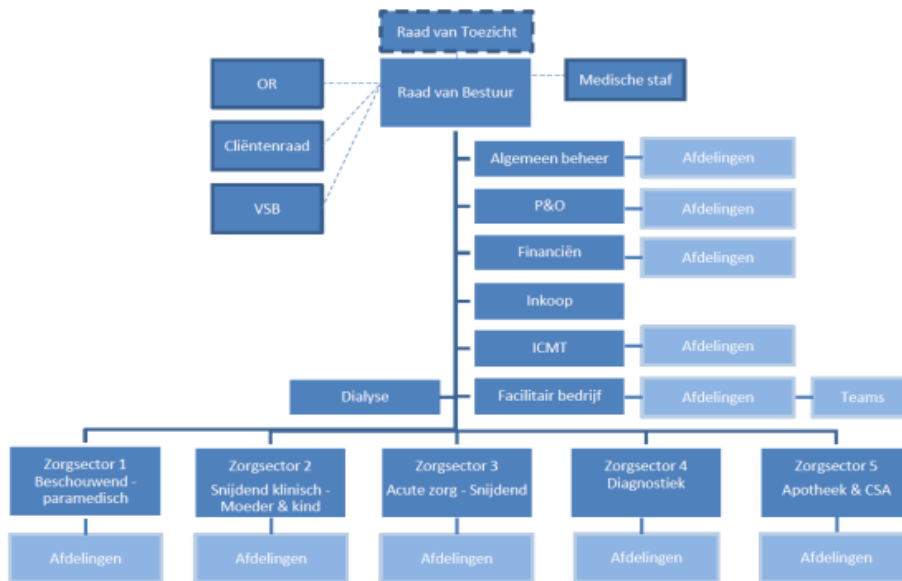 Raad van Toezicht
OR
Raad van Bestuur
Medische staf
Cliëntenraad
VSB
Algemeen beheer
Afdelingen
P&O
Afdelingen
Financiën
Afdelingen
Inkoop
ICMT
Afdelingen
Dialyse
Facilitair bedrijf
Afdelingen
Teams
Zorgsector 1
Beschouwend -
paramedisch
Zorgsector 2
Snijdend klinisch -
Moeder & kind
Zorgsector 3
Acute zorg - Snijdend
Zorgsector 4
Diagnostiek
Zorgsector 5
Apotheek & CSA
Afdelingen
Afdelingen
Afdelingen
Afdelingen
Afdelingen